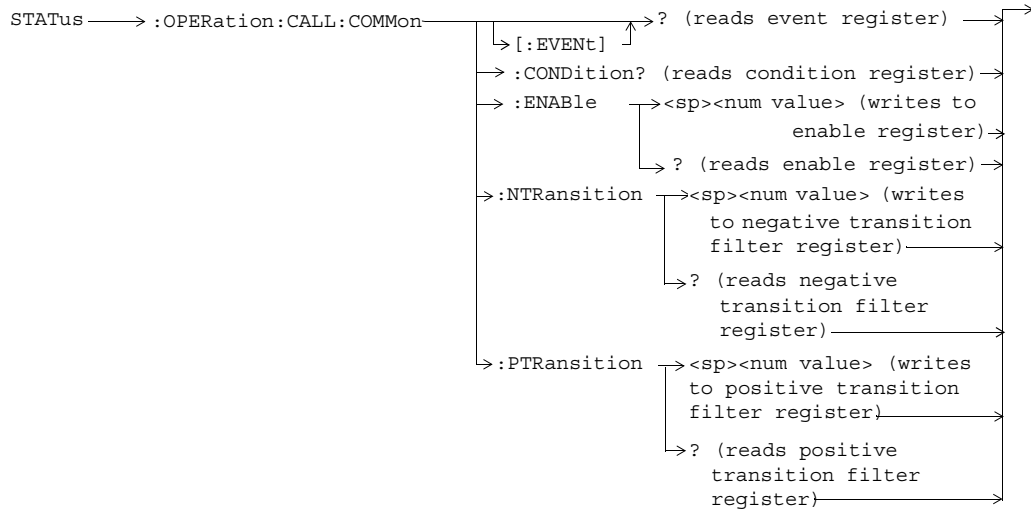 STATus :OPERation:CALL:COMMon ? (reads event register)
[:EVENt]
:CONDition? (reads condition register)
:ENABle <sp><num value> (writes to
enable register)
? (reads enable register)
:NTRansition <sp><num value> (writes
to negative transition
filter register)
? (reads negative
transition filter
register)
:PTRansition <sp><num value> (writes
to positive transition
filter register)
? (reads positive
transition filter
register)